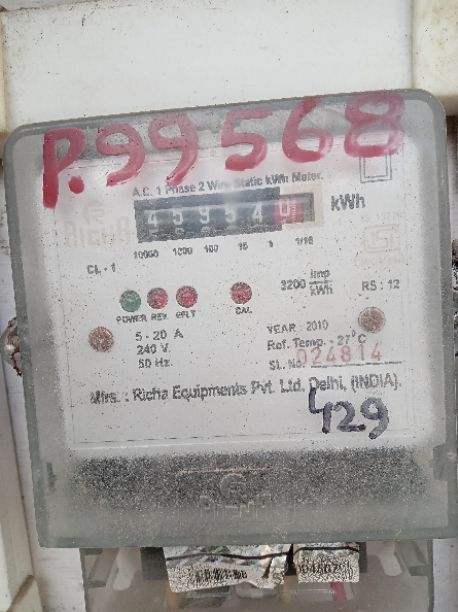 P.99568
A.C. 1 Phase 2 Wire Static kWh Meter.
459540 kWh
10000 1000 100 10 1 1/10
CL-1
3200 imp/kWh
RS: 12
POWER REV. EFLT CAL
5-20 A
240 V.
50 Hz.
YEAR: 2010
Ref. Temp. -27°C
SL.No. 024814
Mfrs.: Richa Equipments Pvt. Ltd. Delhi, (INDIA).
429